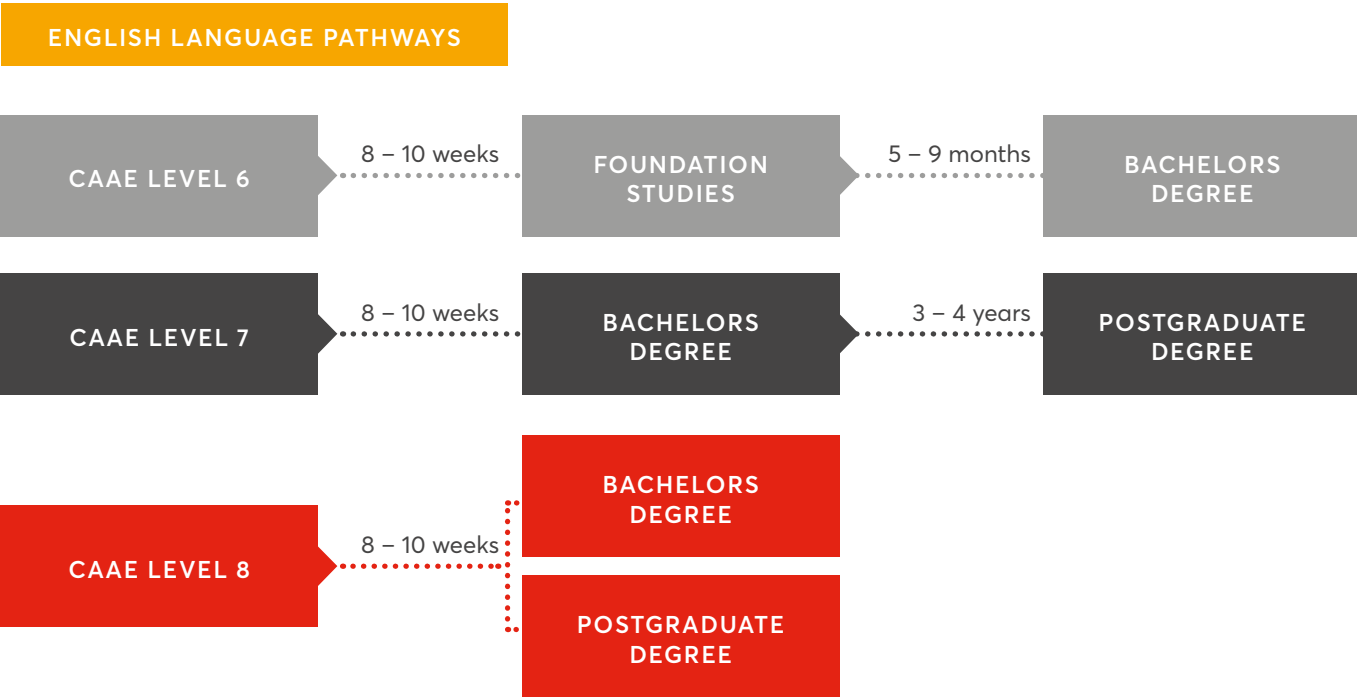 ENGLISH LANGUAGE PATHWAYS
CAAE LEVEL 6
8 – 10 weeks
FOUNDATION
STUDIES
5 – 9 months
BACHELORS
DEGREE
CAAE LEVEL 7
8 – 10 weeks
BACHELORS
DEGREE
3 – 4 years
POSTGRADUATE
DEGREE
CAAE LEVEL 8
8 – 10 weeks
BACHELORS
DEGREE
POSTGRADUATE
DEGREE